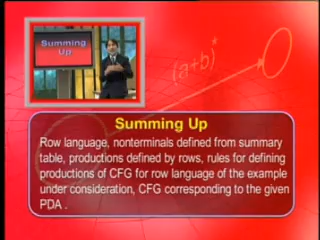 Summing
Up
(a+b)*
Summing Up
Row language, nonterminals defined from summary
table, productions defined by rows, rules for defining
productions of CFG for row language of the example
under consideration, CFG corresponding to the given
PDA .